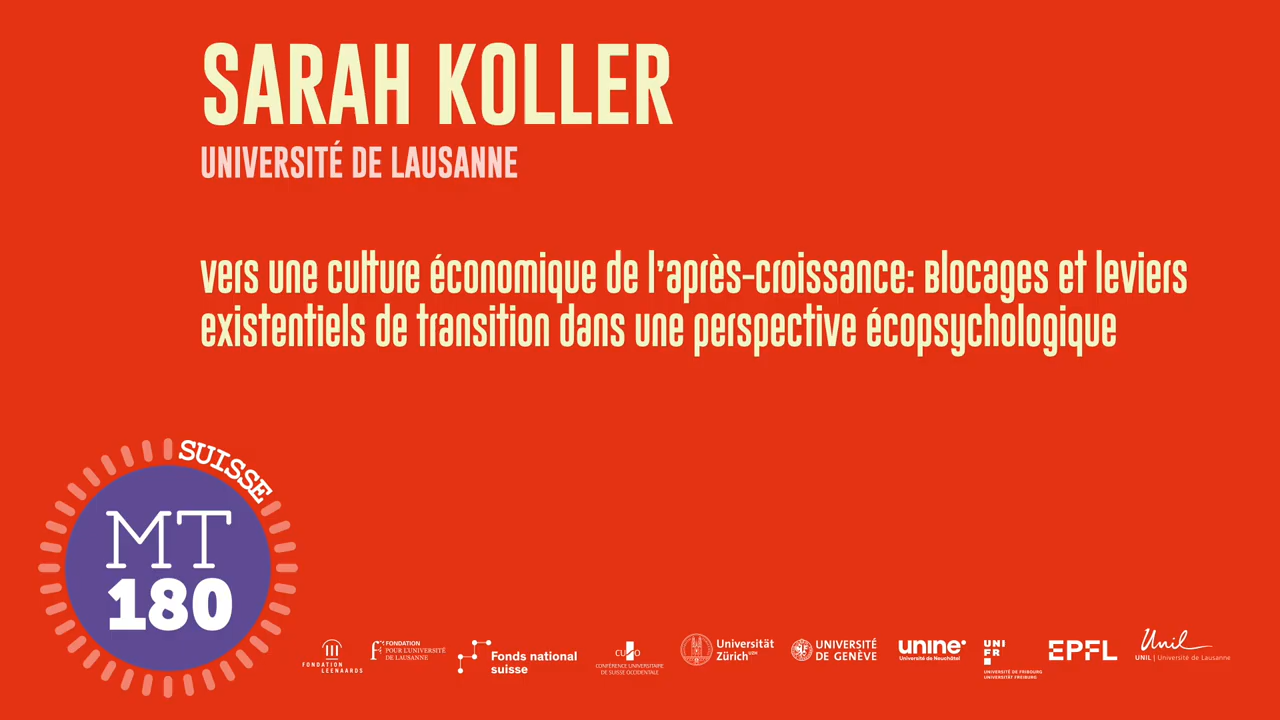 SARAH KOLLER
UNIVERSITÉ DE LAUSANNE
vers une culture économique de l'après-croissance: Blocages et leviers
existentiels de transition dans une perspective écopsychologique
SUISSE
MT
180
FONDATION
LEENAARDS
FONDATION
POUR L'UNIVERSITÉ
DE LAUSANNE
Fonds national
suisse
CONFÉRENCE UNIVERSITAIRE
DE SUISSE OCCIDENTALE
Universität
Zürich UZH
UNIVERSITÉ
DE GENÈVE
unine
Université de Neuchâtel
UNI
FR
UNIVERSITÉ DE FRIBOURG
UNIVERSITÄT FREIBURG
EPFL
Unil
UNIL | Université de Lausanne